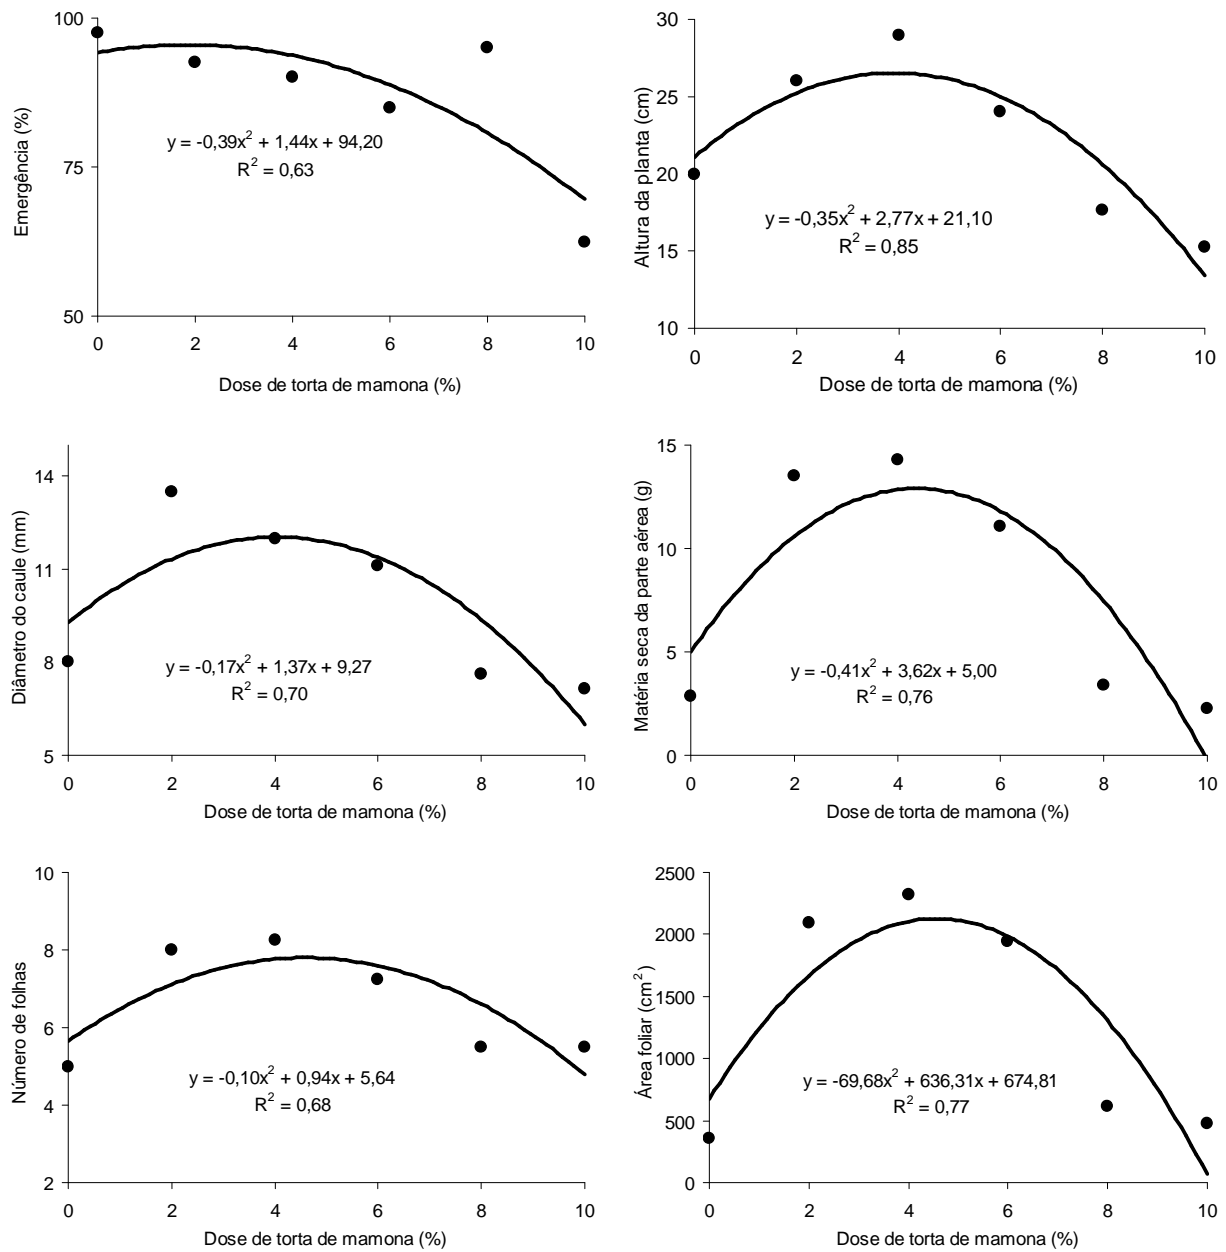 100
75
50
Emergência (%)
y = -0,39x² + 1,44x + 94,20
R² = 0,63
0 2 4 6 8 10
Dose de torta de mamona (%)
30
25
20
15
10
Altura da planta (cm)
y = -0,35x² + 2,77x + 21,10
R² = 0,85
0 2 4 6 8 10
Dose de torta de mamona (%)
14
11
8
5
Diâmetro do caule (mm)
y = -0,17x² + 1,37x + 9,27
R² = 0,70
0 2 4 6 8 10
Dose de torta de mamona (%)
15
10
5
0
Matéria seca da parte aérea (g)
y = -0,41x² + 3,62x + 5,00
R² = 0,76
0 2 4 6 8 10
Dose de torta de mamona (%)
10
8
6
4
2
Número de folhas
y = -0,10x² + 0,94x + 5,64
R² = 0,68
0 2 4 6 8 10
Dose de torta de mamona (%)
2500
2000
1500
1000
500
0
Área foliar (cm²)
y = -69,68x² + 636,31x + 674,81
R² = 0,77
0 2 4 6 8 10
Dose de torta de mamona (%)